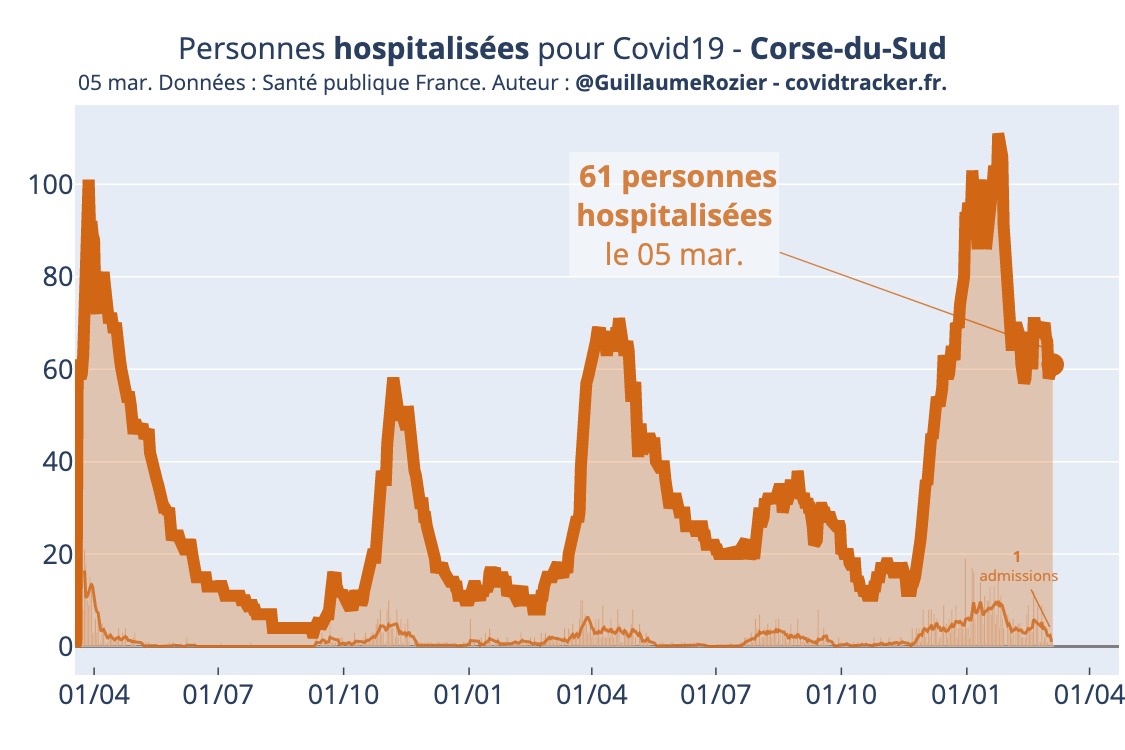 Personnes hospitalisées pour Covid19 - Corse-du-Sud
05 mar. Données : Santé publique France. Auteur : @GuillaumeRozier - covidtracker.fr.
61 personnes
hospitalisées
le 05 mar.
100
80
60
40
20
0
1
admissions
01/04 01/07 01/10 01/01 01/04 01/07 01/10 01/01 01/04